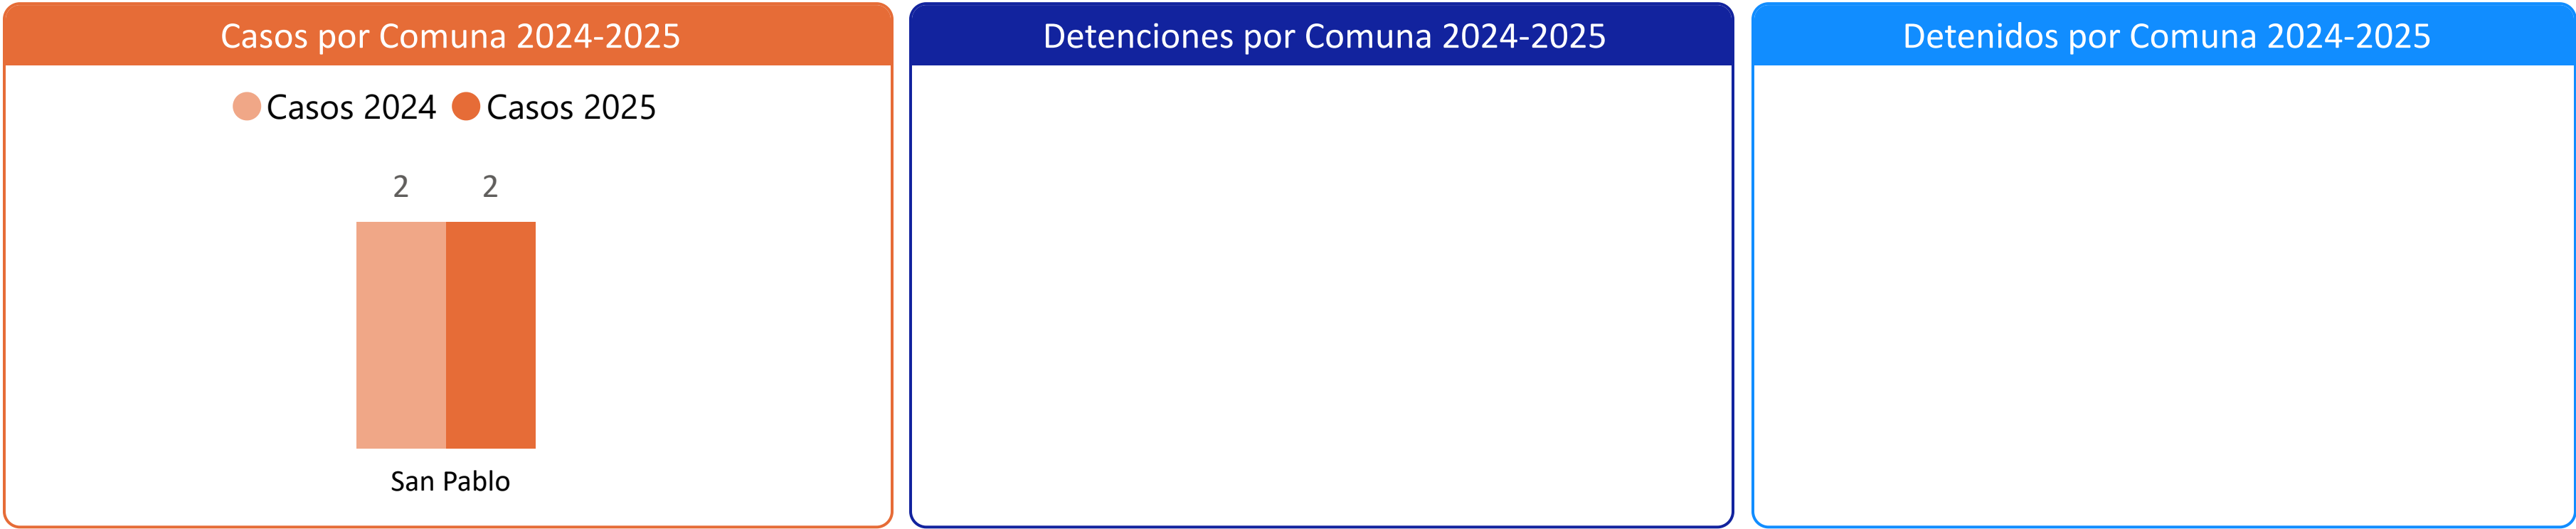 Casos por Comuna 2024-2025
Casos 2024 Casos 2025
2 2
San Pablo
Detenciones por Comuna 2024-2025
Detenidos por Comuna 2024-2025